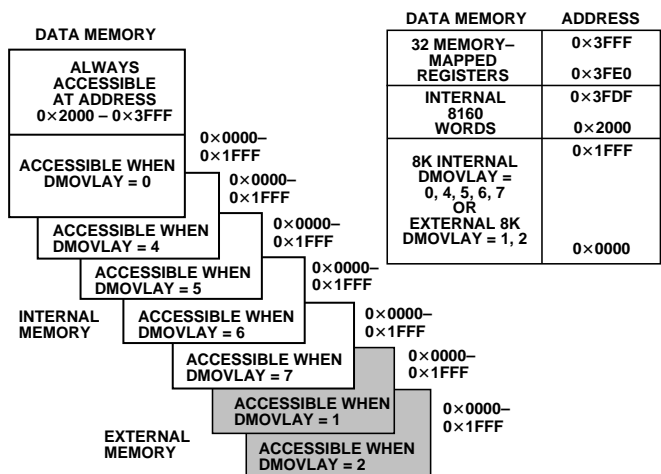 DATA MEMORY
ALWAYS
ACCESSIBLE
AT ADDRESS
0×2000 – 0×3FFF
ACCESSIBLE WHEN
DMOVLAY = 0
0×0000–
0×1FFF
ACCESSIBLE WHEN
DMOVLAY = 4
0×0000–
0×1FFF
ACCESSIBLE WHEN
DMOVLAY = 5
0×0000–
0×1FFF
INTERNAL
MEMORY
ACCESSIBLE WHEN
DMOVLAY = 6
0×0000–
0×1FFF
ACCESSIBLE WHEN
DMOVLAY = 7
0×0000–
0×1FFF
ACCESSIBLE WHEN
DMOVLAY = 1
0×0000–
0×1FFF
EXTERNAL
MEMORY
ACCESSIBLE WHEN
DMOVLAY = 2
0×0000–
0×1FFF
DATA MEMORY ADDRESS
32 MEMORY–
MAPPED
REGISTERS
0×3FFF
0×3FE0
INTERNAL
8160
WORDS
0×3FDF
0×2000
8K INTERNAL
DMOVLAY =
0, 4, 5, 6, 7
OR
EXTERNAL 8K
DMOVLAY = 1, 2
0×1FFF
0×0000